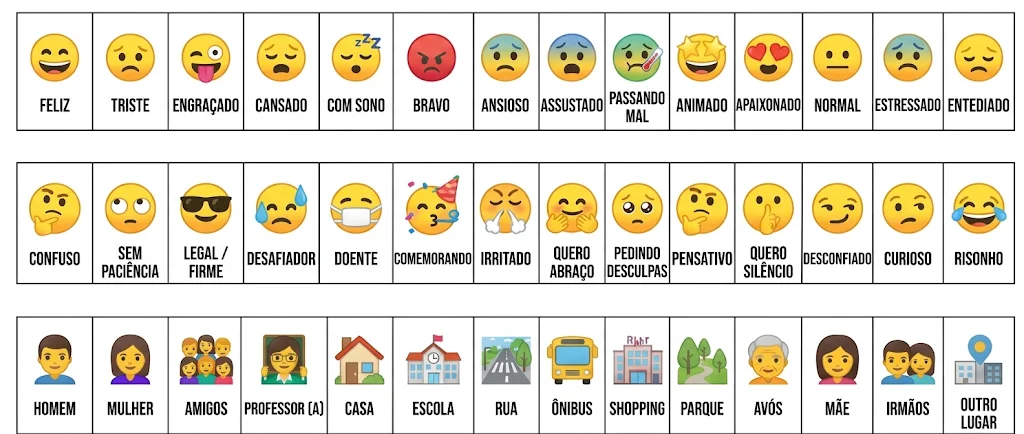 FELIZ
TRISTE
ENGRAÇADO
CANSADO
COM SONO
BRAVO
ANSIOSO
ASSUSTADO
PASSANDO
MAL
ANIMADO
APAIXONADO
NORMAL
ESTRESSADO
ENTEDIADO
CONFUSO
SEM
PACIÊNCIA
LEGAL /
FIRME
DESAFIADOR
DOENTE
COMEMORANDO
IRRITADO
QUERO
ABRAÇO
PEDINDO
DESCULPAS
PENSATIVO
QUERO
SILÊNCIO
DESCONFIADO
CURIOSO
RISONHO
HOMEM
MULHER
AMIGOS
PROFESSOR (A)
CASA
ESCOLA
RUA
ÔNIBUS
SHOPPING
PARQUE
AVÓS
MÃE
IRMÃOS
OUTRO
LUGAR